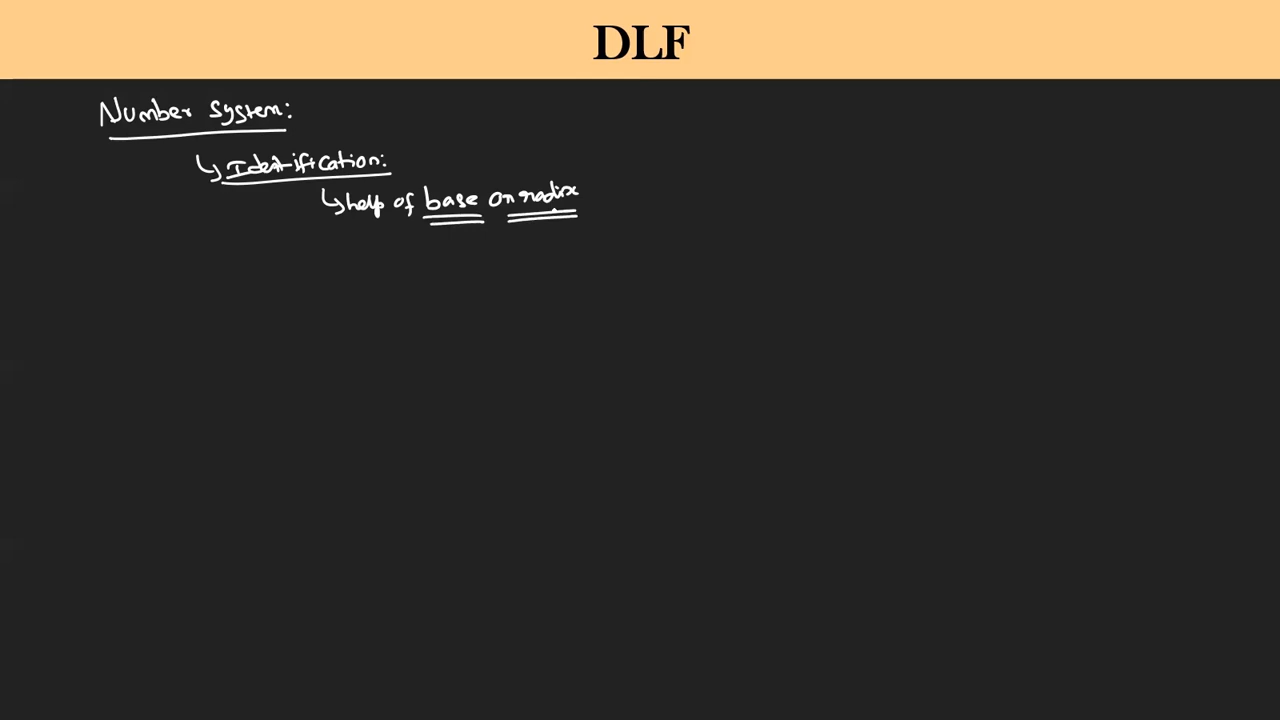 DLF
Number System:
↳ Identification:
↳ help of base or radix